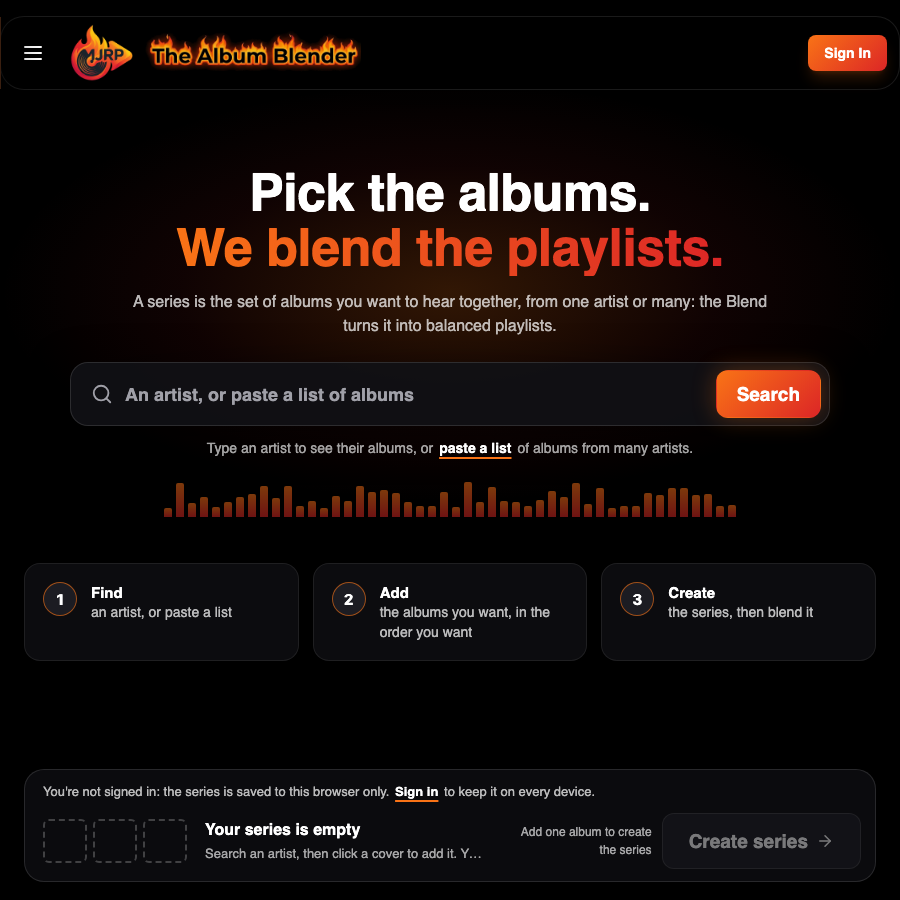 JRP
The Album Blender
Sign In
Pick the albums.
We blend the playlists.
A series is the set of albums you want to hear together, from one artist or many: the Blend
turns it into balanced playlists.
An artist, or paste a list of albums
Search
Type an artist to see their albums, or paste a list of albums from many artists.
1
Find
an artist, or paste a list
2
Add
the albums you want, in the
order you want
3
Create
the series, then blend it
You're not signed in: the series is saved to this browser only. Sign in to keep it on every device.
Your series is empty
Search an artist, then click a cover to add it. Y…
Add one album to create
the series
Create series